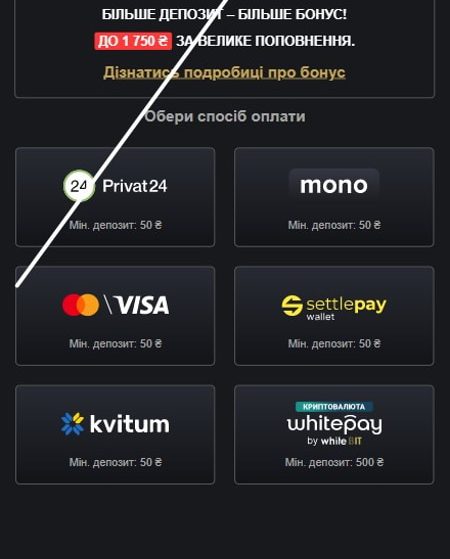 БІЛЬШЕ ДЕПОЗИТ – БІЛЬШЕ БОНУС!
ДО 1 750 ₴ ЗА ВЕЛИКЕ ПОПОВНЕННЯ.
Дізнатись подробиці про бонус
Обери спосіб оплати
24 Privat24
mono
Мін. депозит: 50 ₴
Мін. депозит: 50 ₴
VISA
settlepay
wallet
Мін. депозит: 50 ₴
Мін. депозит: 50 ₴
kvitum
КРИПТОВАЛЮТА
whitepay
by whiteBIT
Мін. депозит: 50 ₴
Мін. депозит: 500 ₴